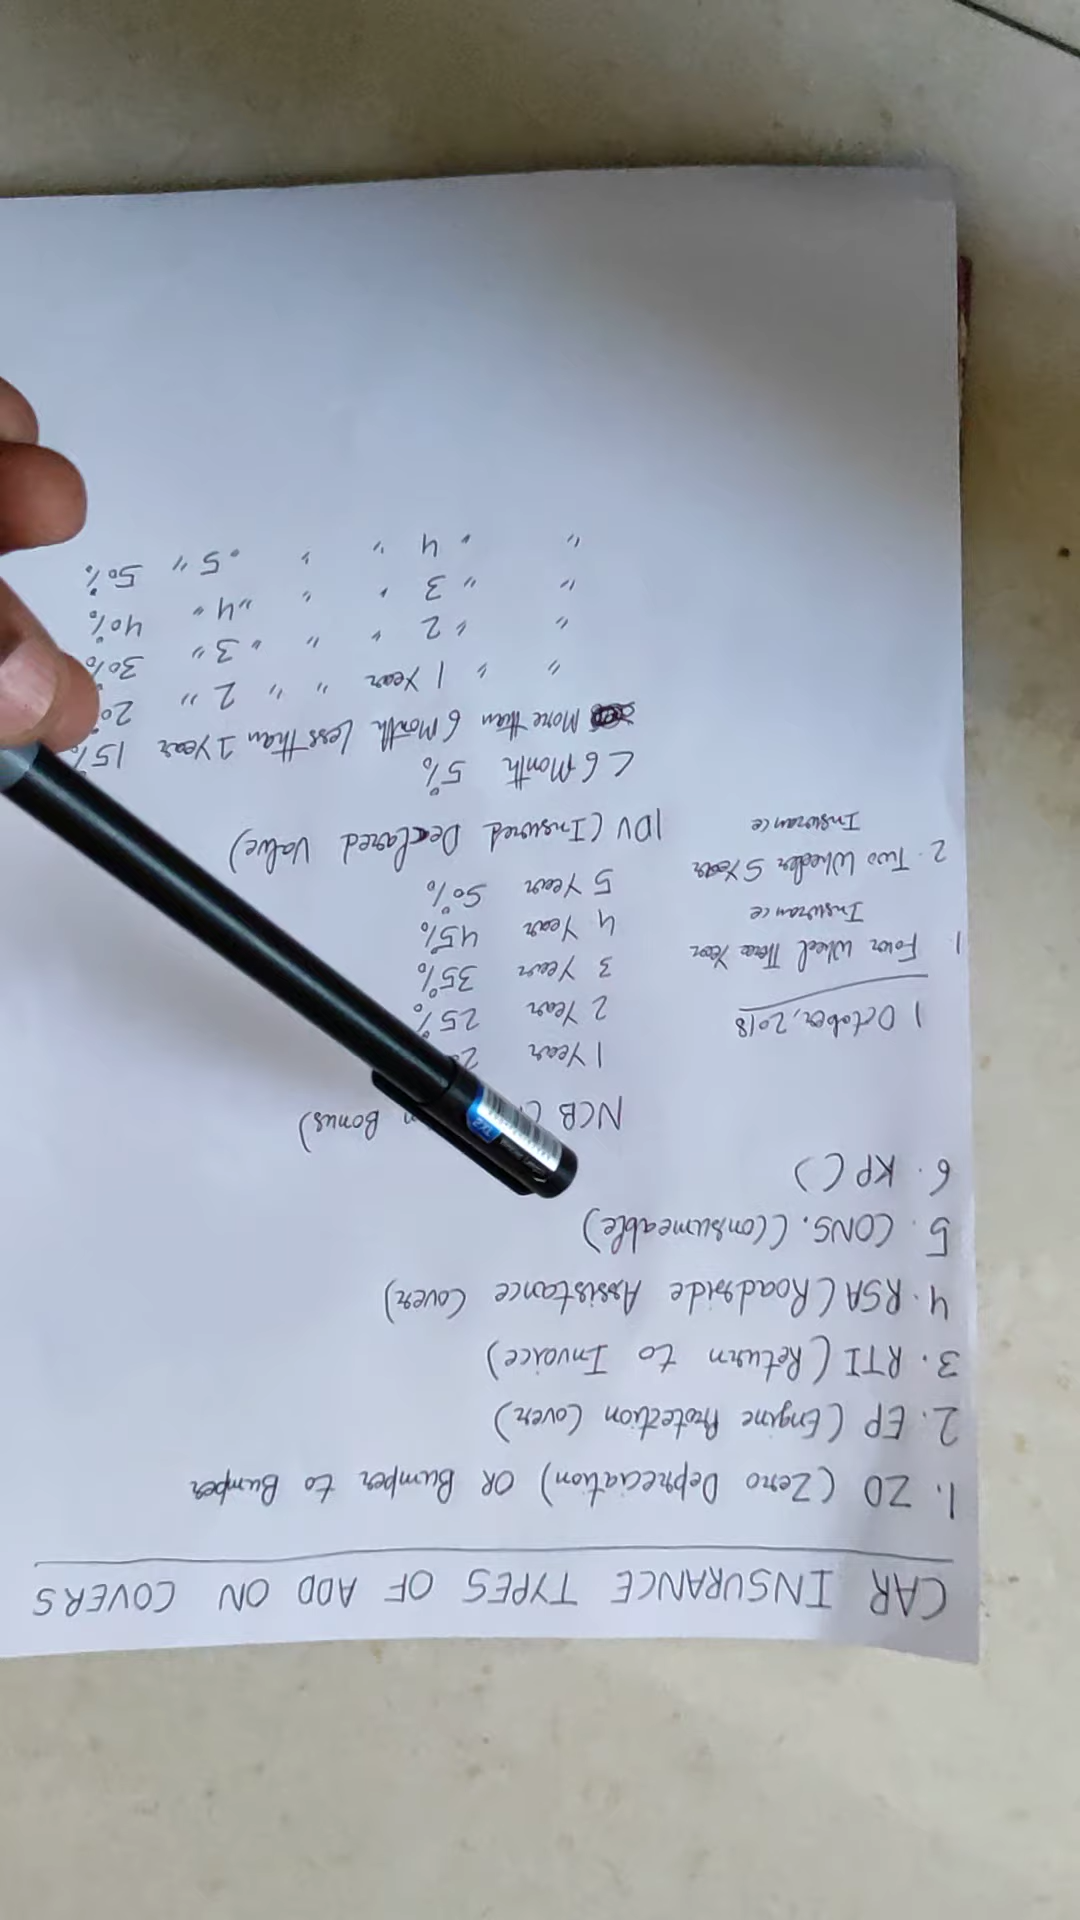 CAR INSURANCE TYPES OF ADD ON COVERS
1. ZD (Zero Depreciation) OR Bumper to Bumper
2. EP (Engine Protection Cover)
3. RTI (Return to Invoice)
4. RSA (Roadside Assistance Cover)
5. CONS. (Consumeable)
6. KP ( )
NCB ( Bonus)
1 Year
2 Year 25%
3 Year 35%
4 Year 45%
5 Year 50%
1 October, 2018
1 Four Wheel Three Year
Insurance
2. Two Wheeler 5 Year
Insurance
IDV (Insured Declared Value)
< 6 Month 5%
More than 6 Month Less than 1 Year 15%
" " 1 Year " " 2 " 20
" " 2 " " " 3 " 30%
" " 3 " " " 4 " 40%
" " 4 " " " 5 " 50%